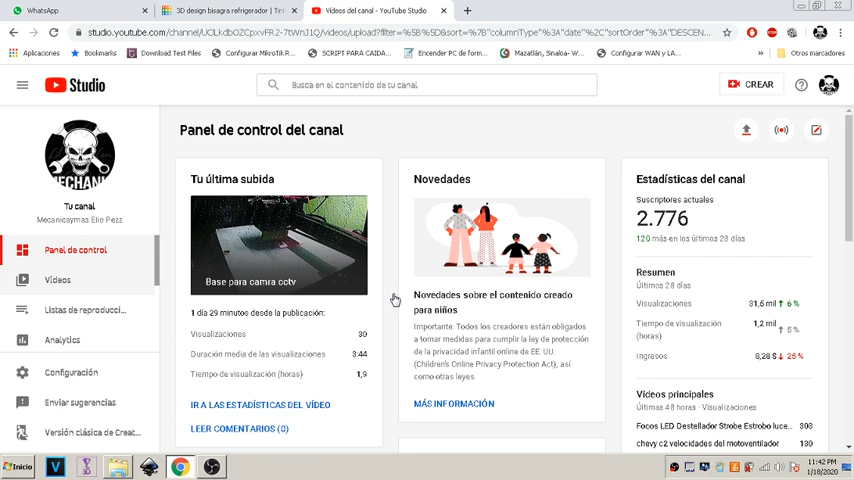 WhatsApp
3D design bisagra refrigerador | Tin
Vídeos del canal - YouTube Studio
studio.youtube.com/channel/UCLkdbOZCpxvFR2-7tWnJ1Q/videos/upload?filter=%5B%5D&sort=%7B"columnType"%3A"date"%2C"sortOrder"%3A"DESCEN...
Aplicaciones
Bookmarks
Download Test Files
Configurar MikroTi...
SCRIPT PARA CAIDA...
Encender PC de form...
Mazatlán, Sinaloa- W...
Configurar WAN y LA...
»
Otros marcadores
Studio
Busca en el contenido de tu canal
CREAR
MECHANIC
Tu canal
Mecanicaymas Elio Pezz
Panel de control
Vídeos
Listas de reproducci...
Analytics
Configuración
Enviar sugerencias
Versión clásica de Creat...
Panel de control del canal
Tu última subida
Base para camra cctv
1 día 29 minutos desde la publicación:
Visualizaciones 30
Duración media de las visualizaciones 3:44
Tiempo de visualización (horas) 1,9
IR A LAS ESTADÍSTICAS DEL VÍDEO
LEER COMENTARIOS (0)
Novedades
Novedades sobre el contenido creado
para niños
Importante: Todos los creadores están obligados
a tomar medidas para cumplir la ley de protección
de la privacidad infantil online de EE. UU.
(Children's Online Privacy Protection Act), así
como otras leyes.
MÁS INFORMACIÓN
Estadísticas del canal
Suscriptores actuales
2.776
120 más en los últimos 28 días
Resumen
Últimos 28 días
Visualizaciones 31,6 mil 6 %
Tiempo de visualización
(horas) 1,2 mil 5 %
Ingresos 8,28 $ 25 %
Vídeos principales
Últimas 48 horas · Visualizaciones
Focos LED Destellador Strobe Estrobo luce... 303
chevy c2 velocidades del motoventilador 130
Inicio
11:42 PM
1/18/2020